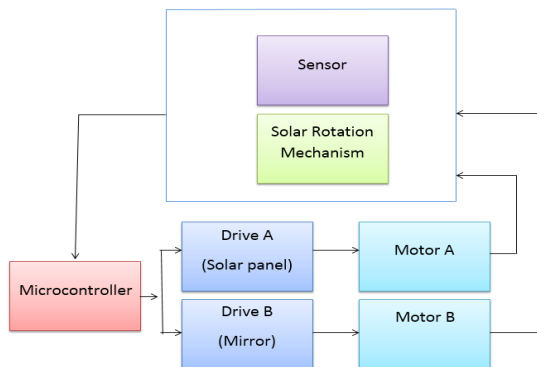 Sensor
Solar Rotation
Mechanism
Drive A
(Solar panel)
Motor A
Microcontroller
Drive B
(Mirror)
Motor B